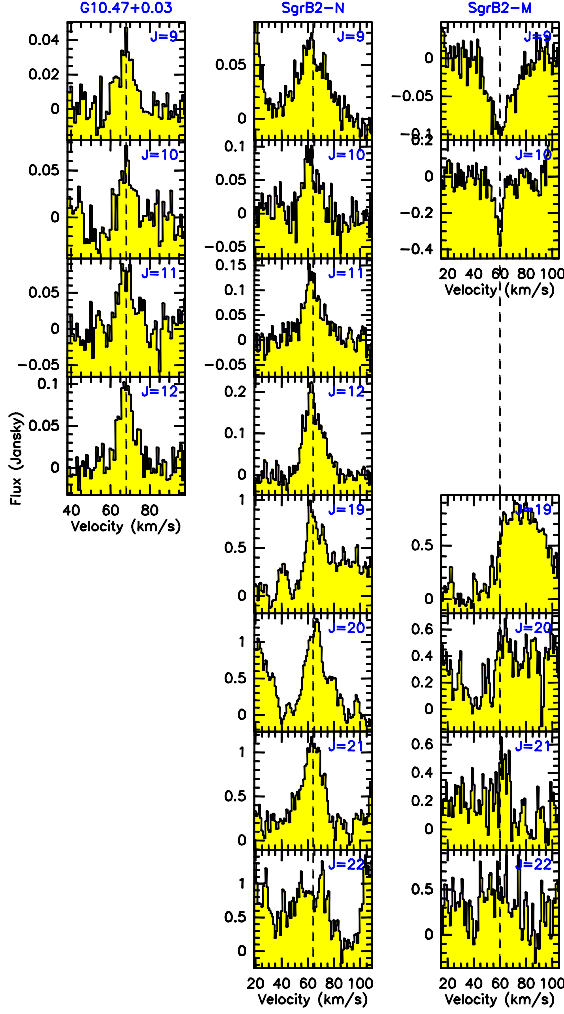 G10.47+0.03
SgrB2-N
SgrB2-M
J=9
0.04
0.02
0
J=9
0.05
0
J=9
0
-0.05
-0.1
J=10
0.05
0
J=10
0.1
0.05
0
-0.05
J=10
0.2
0
-0.2
-0.4
20 40 60 80 100
Velocity (km/s)
J=11
0.05
0
-0.05
J=11
0.15
0.1
0.05
0
J=12
0.1
0.05
0
40 60 80
Velocity (km/s)
Flux (Jansky)
J=12
0.2
0.1
0
J=19
1
0.5
0
J=19
0.5
0
J=20
1
0.5
0
J=20
0.6
0.4
0.2
0
J=21
1
0.5
0
J=21
0.6
0.4
0.2
0
J=22
1
0.5
0
20 40 60 80 100
Velocity (km/s)
J=22
0.5
0
20 40 60 80 100
Velocity (km/s)